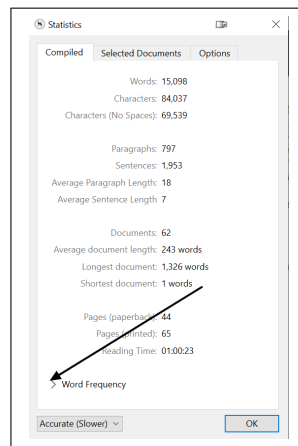 Statistics
Compiled Selected Documents Options
Words: 15,098
Characters: 84,037
Characters (No Spaces): 69,539
Paragraphs: 797
Sentences: 1,953
Average Paragraph Length: 18
Average Sentence Length 7
Documents: 62
Average document length: 243 words
Longest document: 1,326 words
Shortest document: 1 words
Pages (paperback): 44
Pages (printed): 65
Reading Time: 01:00:23
> Word Frequency
Accurate (Slower) OK